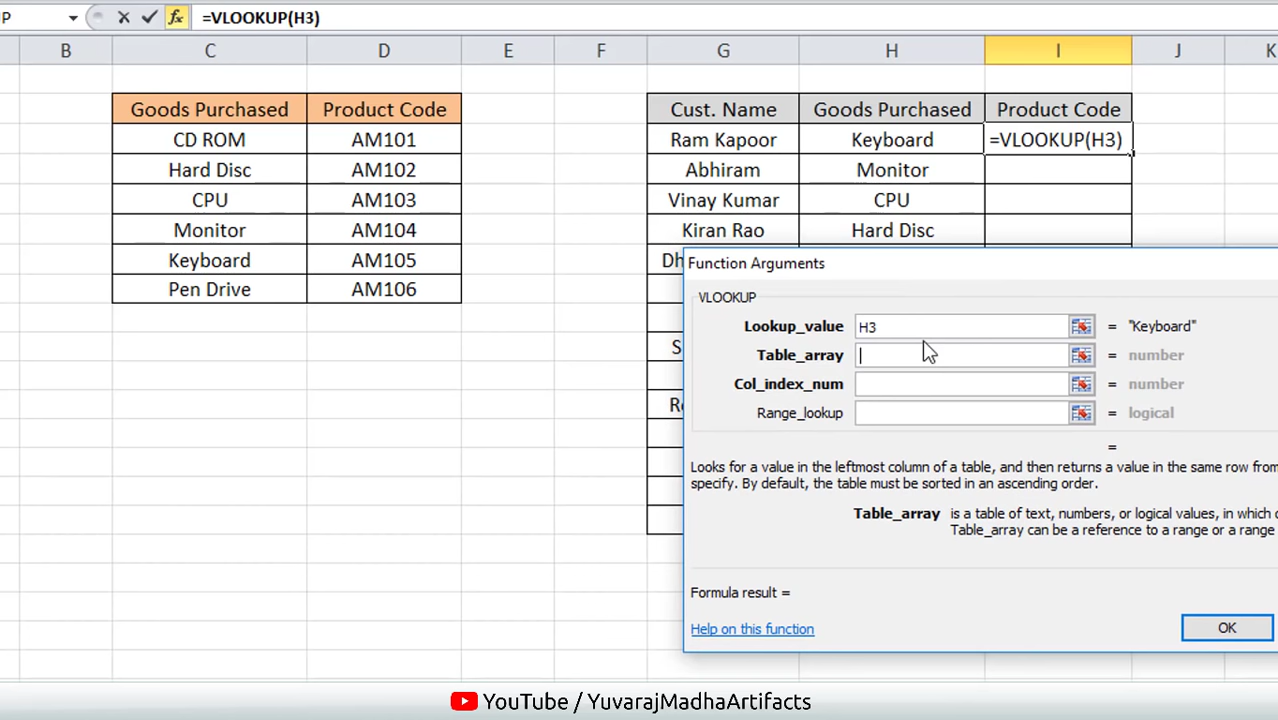 =VLOOKUP(H3)
B C D E F G H I J K
Goods Purchased Product Code Cust. Name Goods Purchased Product Code
CD ROM AM101 Ram Kapoor Keyboard =VLOOKUP(H3)
Hard Disc AM102 Abhiram Monitor
CPU AM103 Vinay Kumar CPU
Monitor AM104 Kiran Rao Hard Disc
Keyboard AM105
Pen Drive AM106
Function Arguments
VLOOKUP
Lookup_value H3 = "Keyboard"
Table_array = number
Col_index_num = number
Range_lookup = logical
=
Looks for a value in the leftmost column of a table, and then returns a value in the same row from
specify. By default, the table must be sorted in an ascending order.
Table_array is a table of text, numbers, or logical values, in which
Table_array can be a reference to a range or a range
Formula result =
Help on this function
OK
YouTube / YuvarajMadhaArtifacts